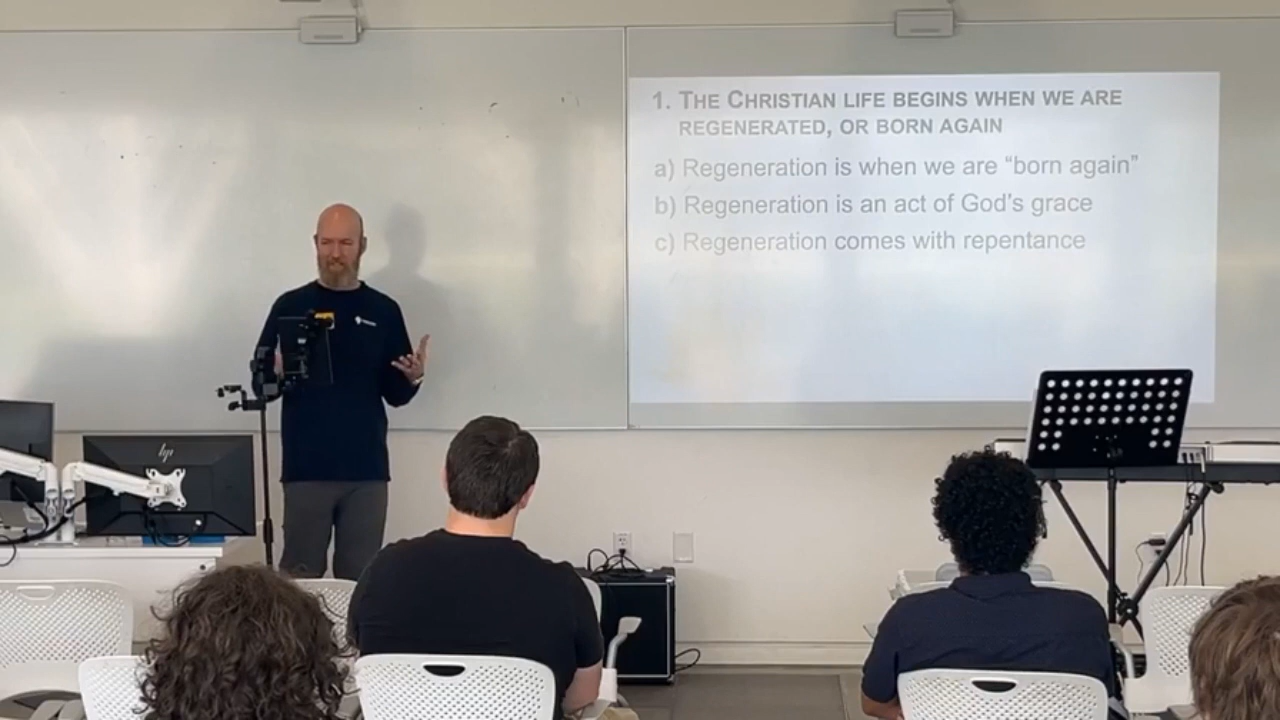 1. THE CHRISTIAN LIFE BEGINS WHEN WE ARE
REGENERATED, OR BORN AGAIN
a) Regeneration is when we are “born again”
b) Regeneration is an act of God’s grace
c) Regeneration comes with repentance
hp